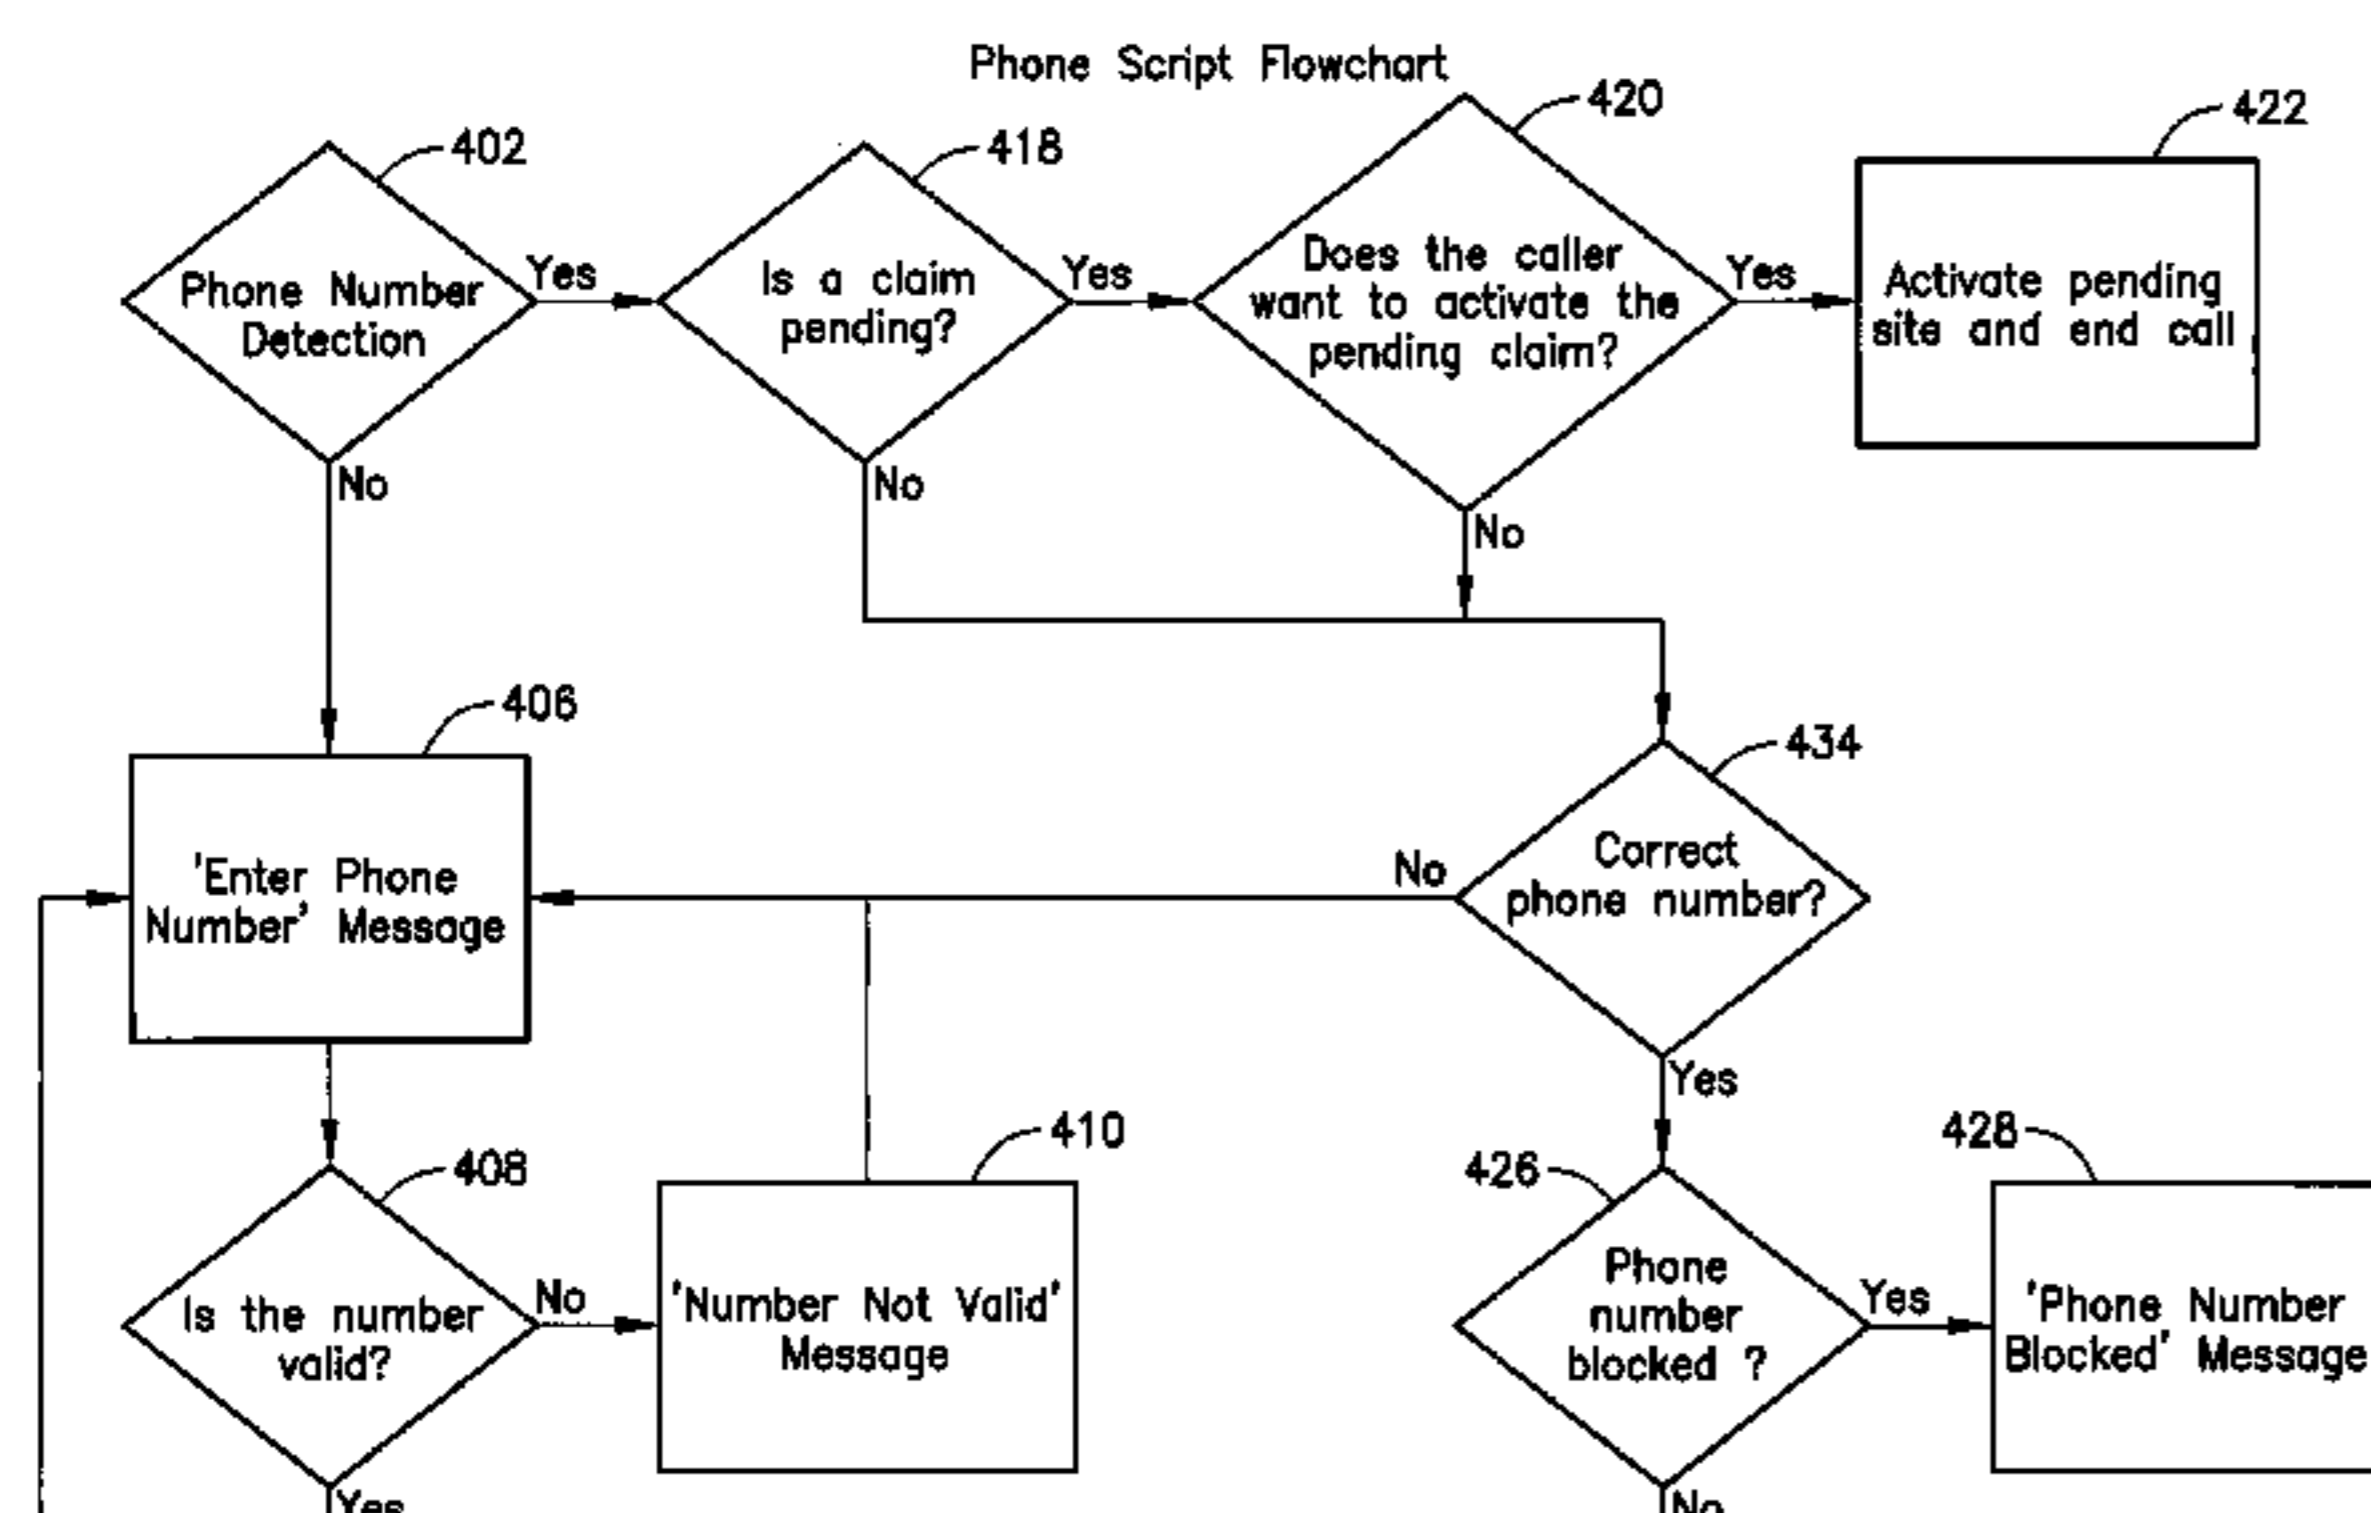 Phone Script Flowchart
402
418
420
422
Phone Number
Detection
Yes
No
Is a claim
pending?
Yes
No
Does the caller
want to activate the
pending claim?
Yes
No
Activate pending
site and end call
406
434
'Enter Phone
Number' Message
Correct
phone number?
No
Yes
408
410
426
428
Is the number
valid?
No
Yes
'Number Not Valid'
Message
Phone
number
blocked ?
Yes
No
'Phone Number
Blocked' Message